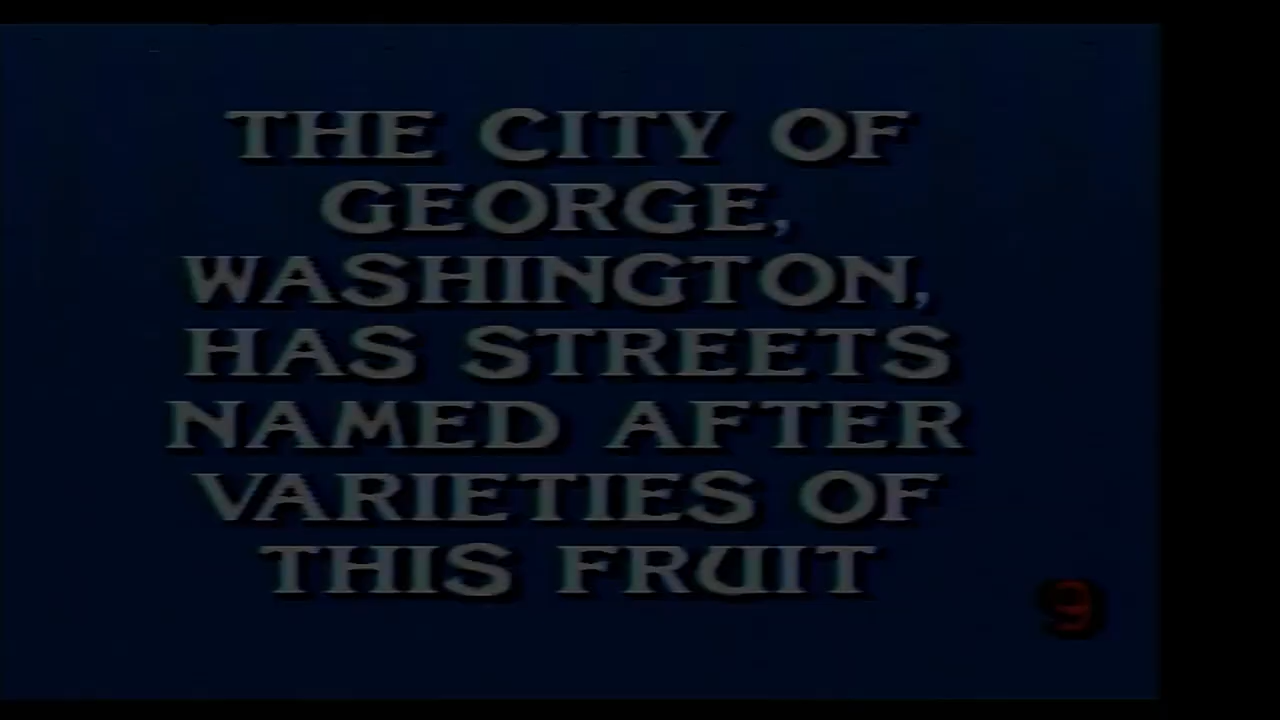 THE CITY OF
GEORGE,
WASHINGTON,
HAS STREETS
NAMED AFTER
VARIETIES OF
THIS FRUIT
9